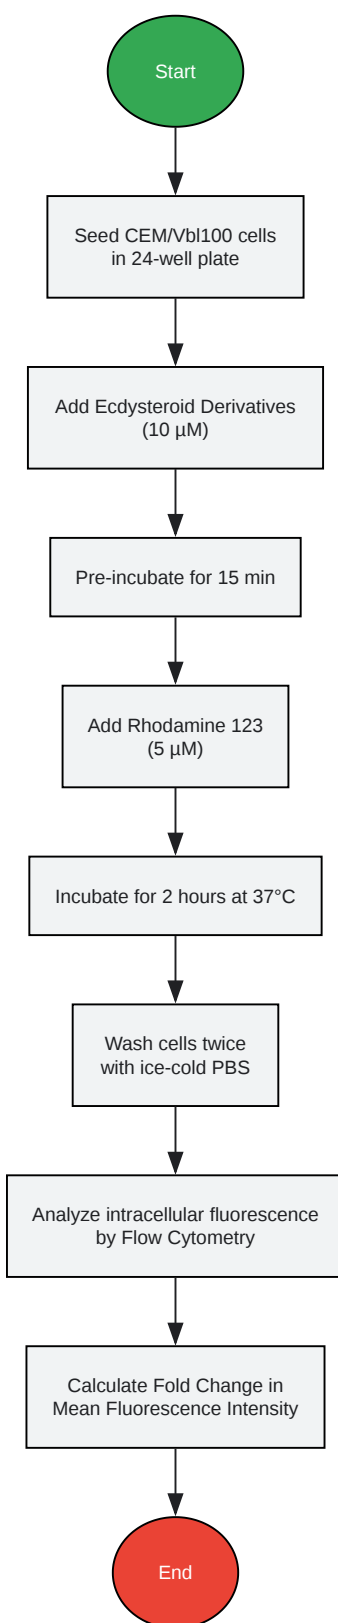 Start
Seed CEM/Vbl100 cells
in 24-well plate
Add Ecdysteroid Derivatives
(10 µM)
Pre-incubate for 15 min
Add Rhodamine 123
(5 µM)
Incubate for 2 hours at 37°C
Wash cells twice
with ice-cold PBS
Analyze intracellular fluorescence
by Flow Cytometry
Calculate Fold Change in
Mean Fluorescence Intensity
End